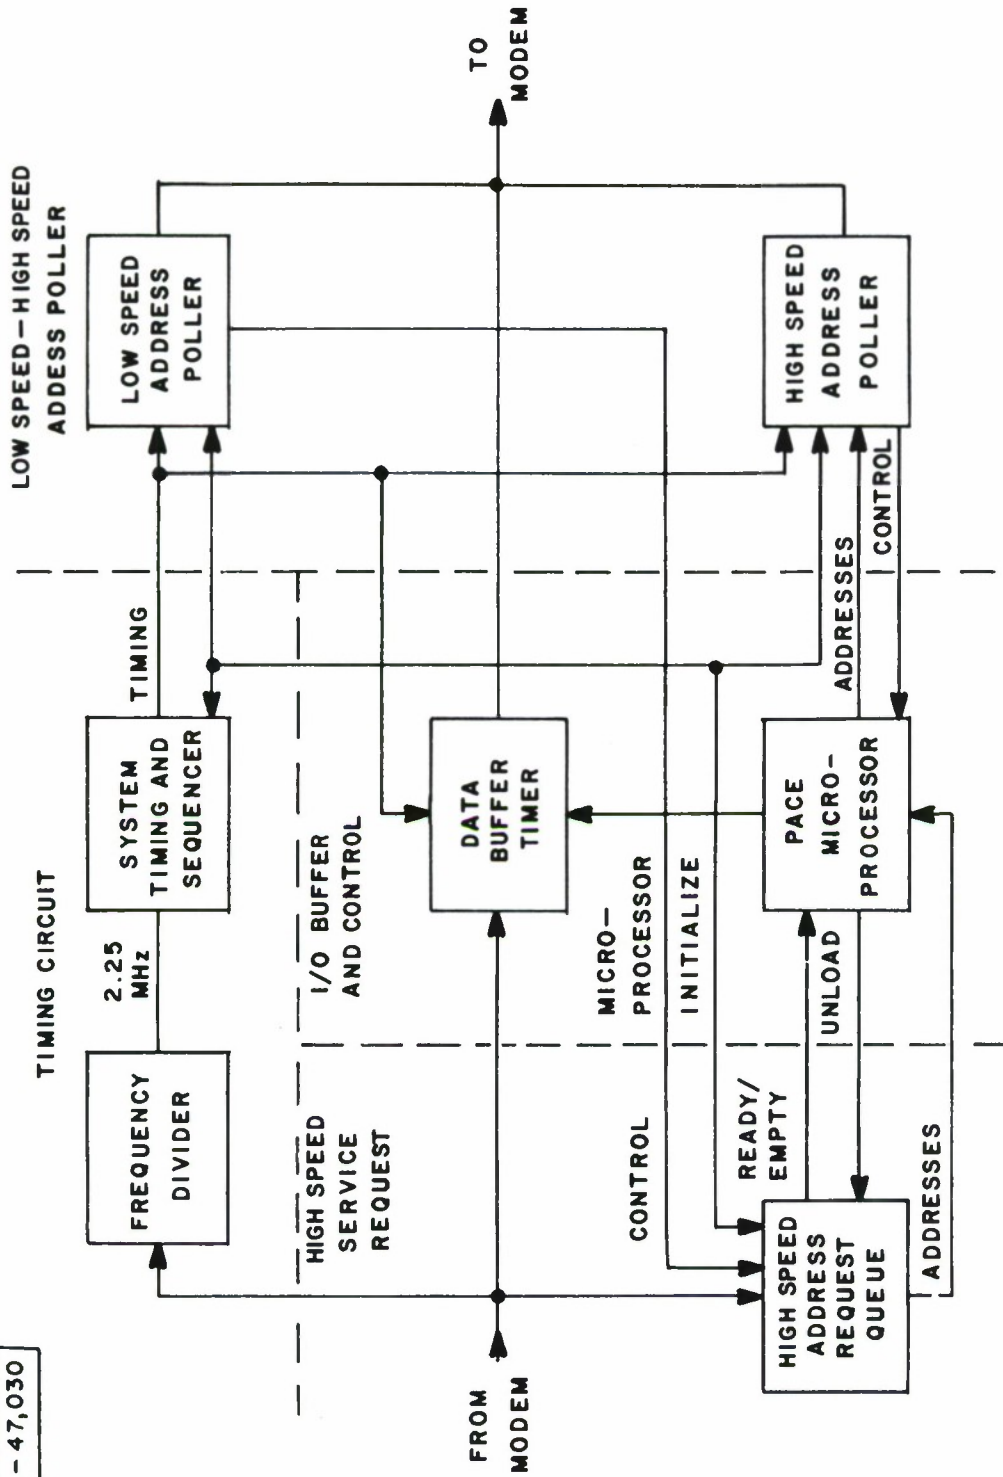 – 47,030
TIMING CIRCUIT
LOW SPEED – HIGH SPEED
ADDESS POLLER
FREQUENCY
DIVIDER
2.25
MHz
SYSTEM
TIMING AND
SEQUENCER
TIMING
LOW SPEED
ADDRESS
POLLER
HIGH SPEED
SERVICE
REQUEST
I/O BUFFER
AND CONTROL
FROM
MODEM
DATA
BUFFER
TIMER
TO
MODEM
CONTROL
MICRO–
PROCESSOR
INITIALIZE
READY/
EMPTY
UNLOAD
HIGH SPEED
ADDRESS
REQUEST
QUEUE
ADDRESSES
PACE
MICRO–
PROCESSOR
ADDRESSES
CONTROL
HIGH SPEED
ADDRESS
POLLER